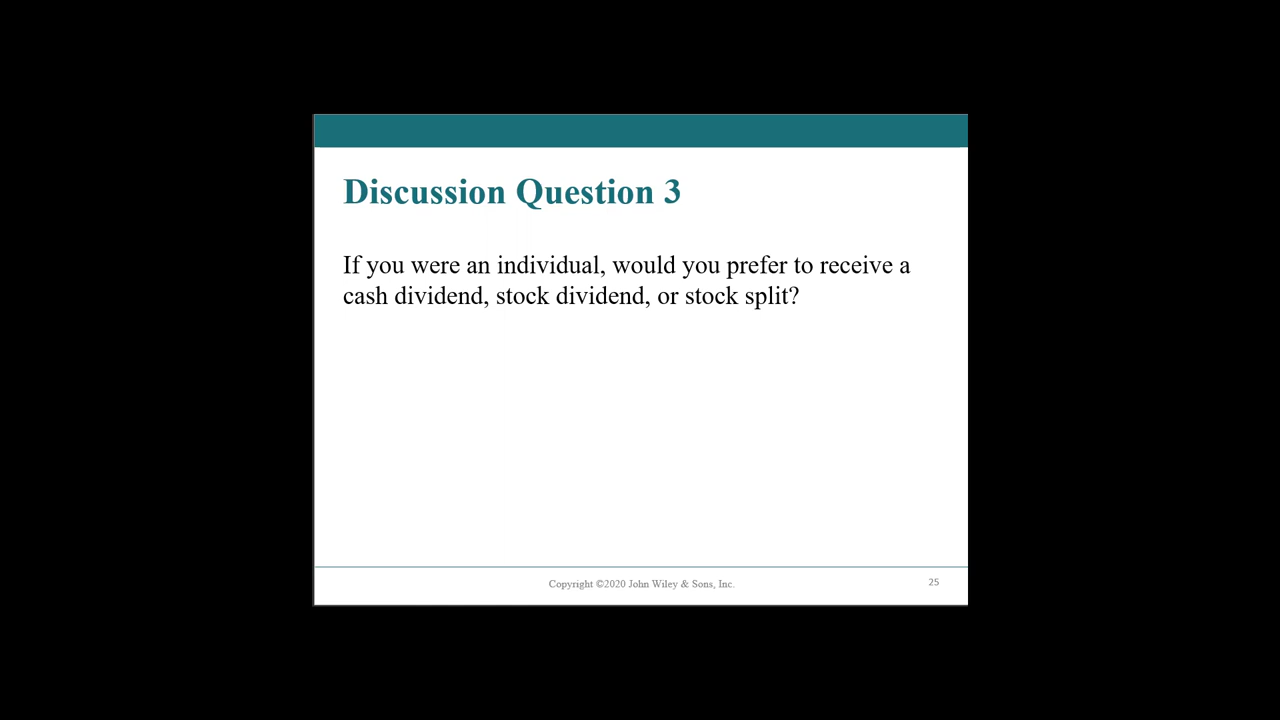 Discussion Question 3
If you were an individual, would you prefer to receive a
cash dividend, stock dividend, or stock split?
Copyright ©2020 John Wiley & Sons, Inc.
25